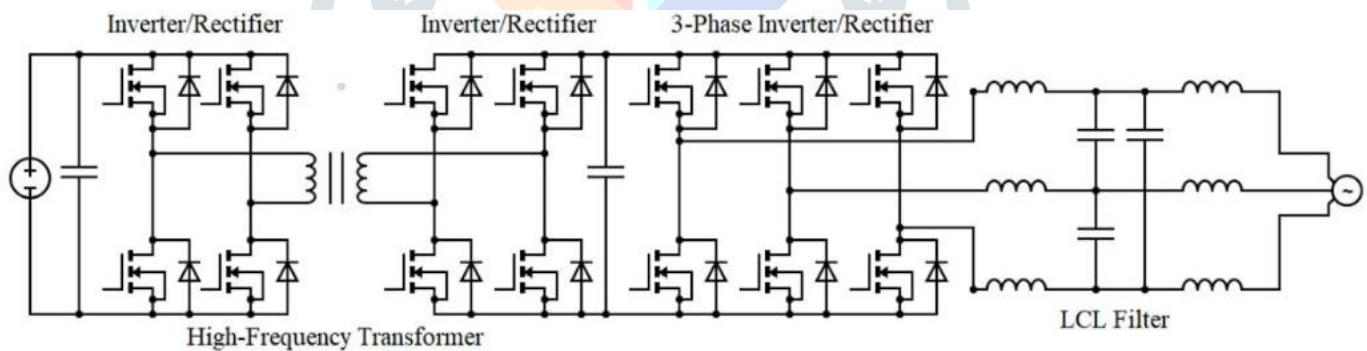 Inverter/Rectifier
Inverter/Rectifier
3-Phase Inverter/Rectifier
+
~
LCL Filter
High-Frequency Transformer